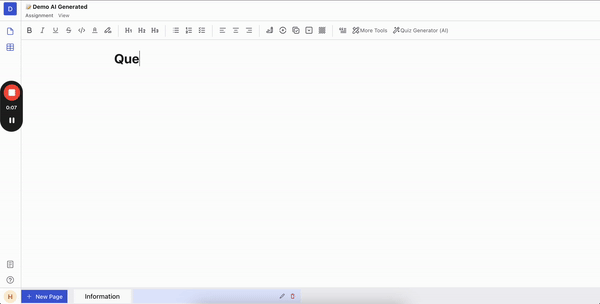 D
Demo AI Generated
Assignment View
B I U S </> A H1 H2 H3 More Tools Quiz Generator (AI)
Que
0:07
H
+ New Page
Information